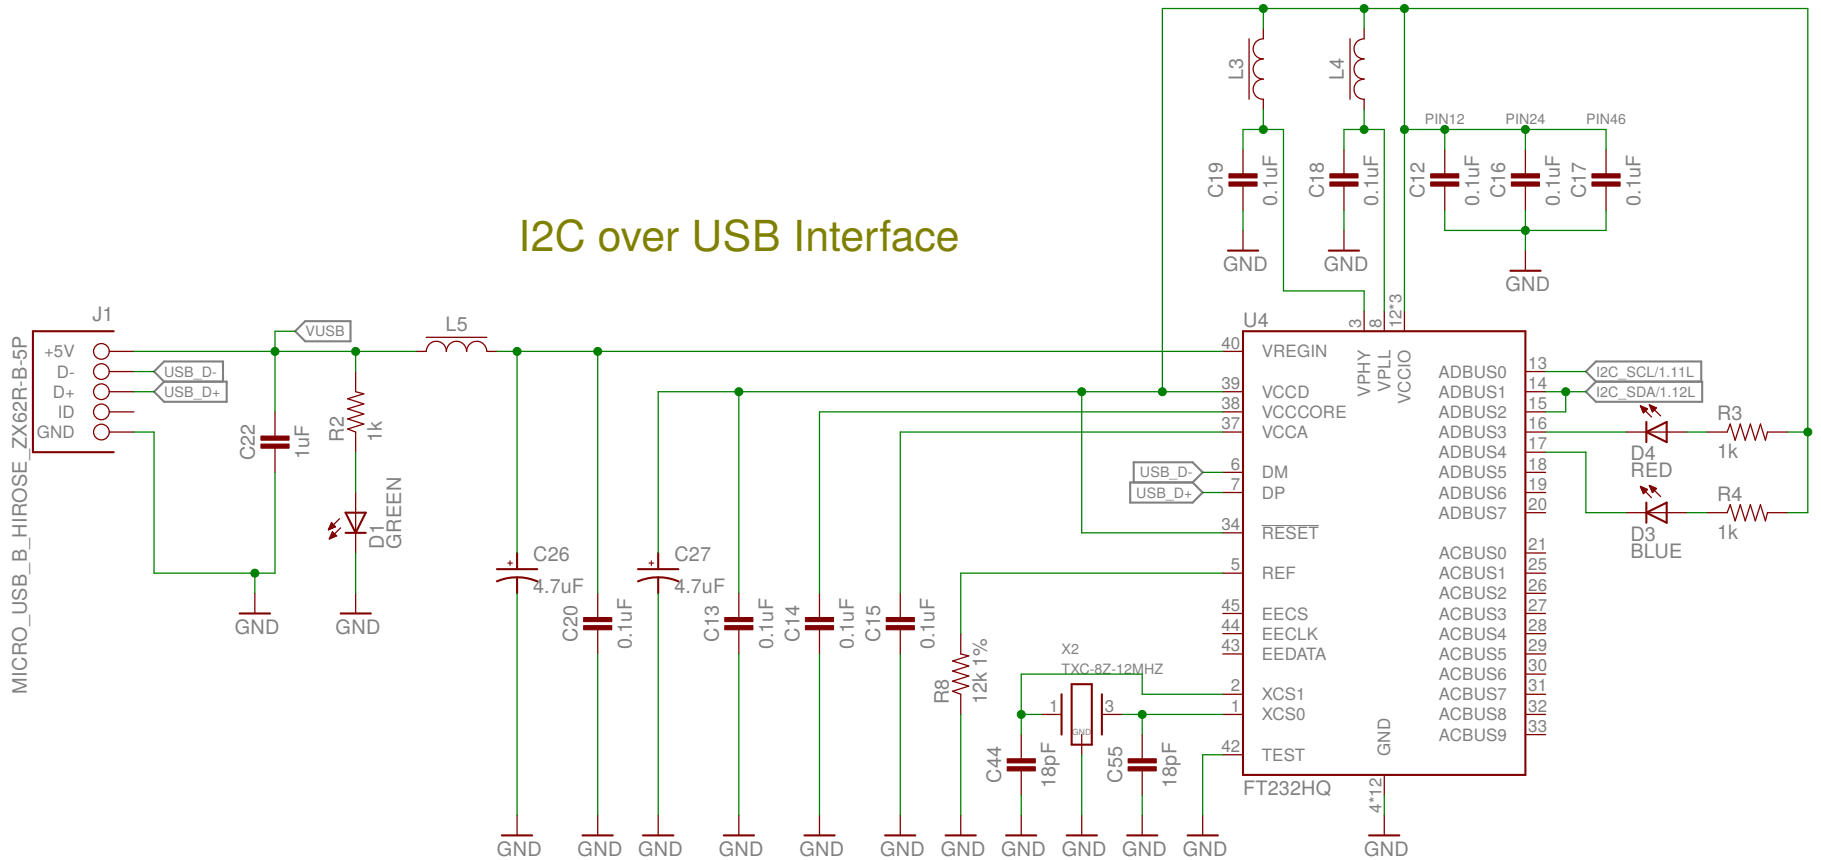 I2C over USB Interface
MICRO_USB_B_HIROSE_ZX62R-B-5P
J1
+5V
D-
D+
ID
GND
USB_D-
USB_D+
VUSB
C22
1uF
GND
R2
1k
D1
GREEN
GND
L5
C26
4.7uF
GND
C20
0.1uF
GND
C27
4.7uF
GND
C13
0.1uF
GND
C14
0.1uF
GND
C15
0.1uF
GND
R8
12k 1%
GND
X2
TXC-8Z-12MHZ
1
3
GND
C44
18pF
GND
GND
C55
18pF
GND
GND
L3
C19
0.1uF
GND
L4
C18
0.1uF
GND
PIN12
PIN24
PIN46
C12
0.1uF
C16
0.1uF
C17
0.1uF
GND
U4
3
8
12*3
VPHY
VPLL
VCCIO
40
VREGIN
39
VCCD
38
VCCCORE
37
VCCA
USB_D-
6
DM
USB_D+
7
DP
34
RESET
5
REF
45
EECS
44
EECLK
43
EEDATA
2
XCS1
1
XCS0
42
TEST
FT232HQ
GND
4*12
GND
ADBUS0
13
I2C_SCL/1.11L
ADBUS1
14
I2C_SDA/1.12L
ADBUS2
15
ADBUS3
16
ADBUS4
17
ADBUS5
18
ADBUS6
19
ADBUS7
20
ACBUS0
21
ACBUS1
25
ACBUS2
26
ACBUS3
27
ACBUS4
28
ACBUS5
29
ACBUS6
30
ACBUS7
31
ACBUS8
32
ACBUS9
33
D4
RED
R3
1k
D3
BLUE
R4
1k